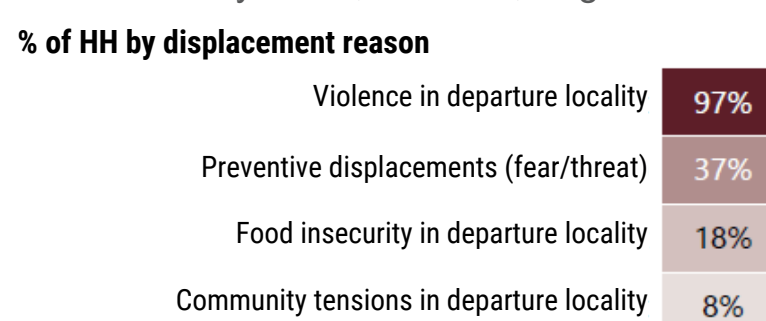 % of HH by displacement reason
Violence in departure locality 97%
Preventive displacements (fear/threat) 37%
Food insecurity in departure locality 18%
Community tensions in departure locality 8%